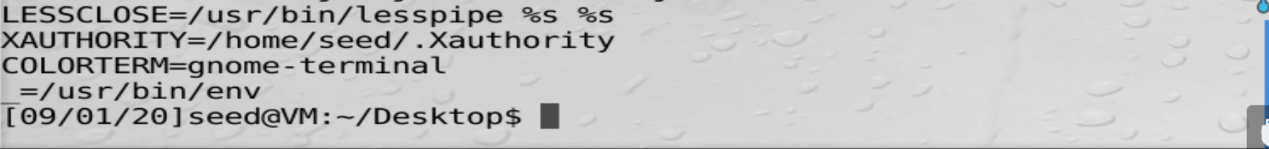 LESSCLOSE=/usr/bin/lesspipe %s %s
XAUTHORITY=/home/seed/.Xauthority
COLORTERM=gnome-terminal
_=/usr/bin/env
[09/01/20]seed@VM:~/Desktop$